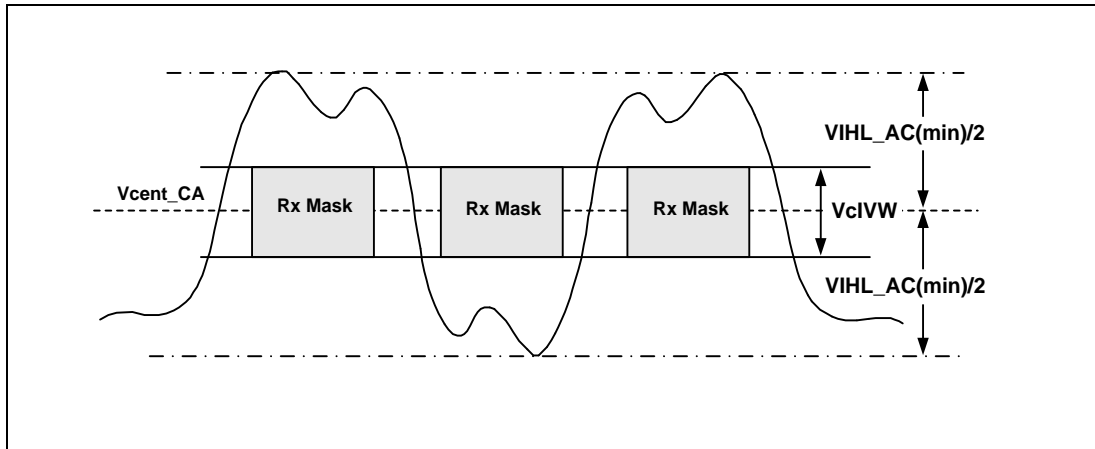 VIHL_AC(min)/2
Vcent_CA
Rx Mask
Rx Mask
Rx Mask
VcIVW
VIHL_AC(min)/2